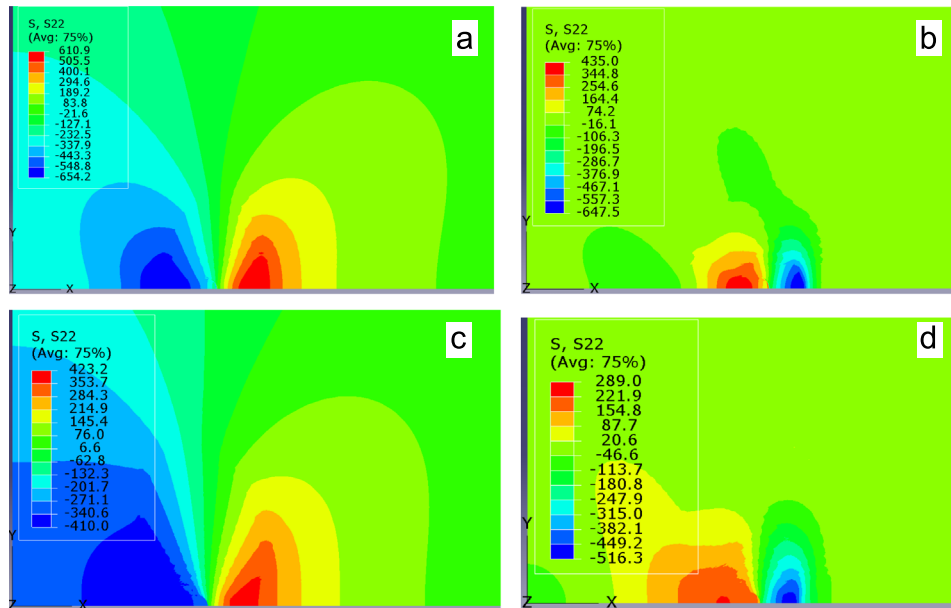 S, S22
(Avg: 75%)
610.9
505.5
400.1
294.6
189.2
83.8
-21.6
-127.1
-232.5
-337.9
-443.3
-548.8
-654.2
a
Y
Z X
S, S22
(Avg: 75%)
435.0
344.8
254.6
164.4
74.2
-16.1
-106.3
-196.5
-286.7
-376.9
-467.1
-557.3
-647.5
b
Y
Z X
S, S22
(Avg: 75%)
423.2
353.7
284.3
214.9
145.4
76.0
6.6
-62.8
-132.3
-201.7
-271.1
-340.6
-410.0
c
Y
Z X
S, S22
(Avg: 75%)
289.0
221.9
154.8
87.7
20.6
-46.6
-113.7
-180.8
-247.9
-315.0
-382.1
-449.2
-516.3
d
Y
Z X